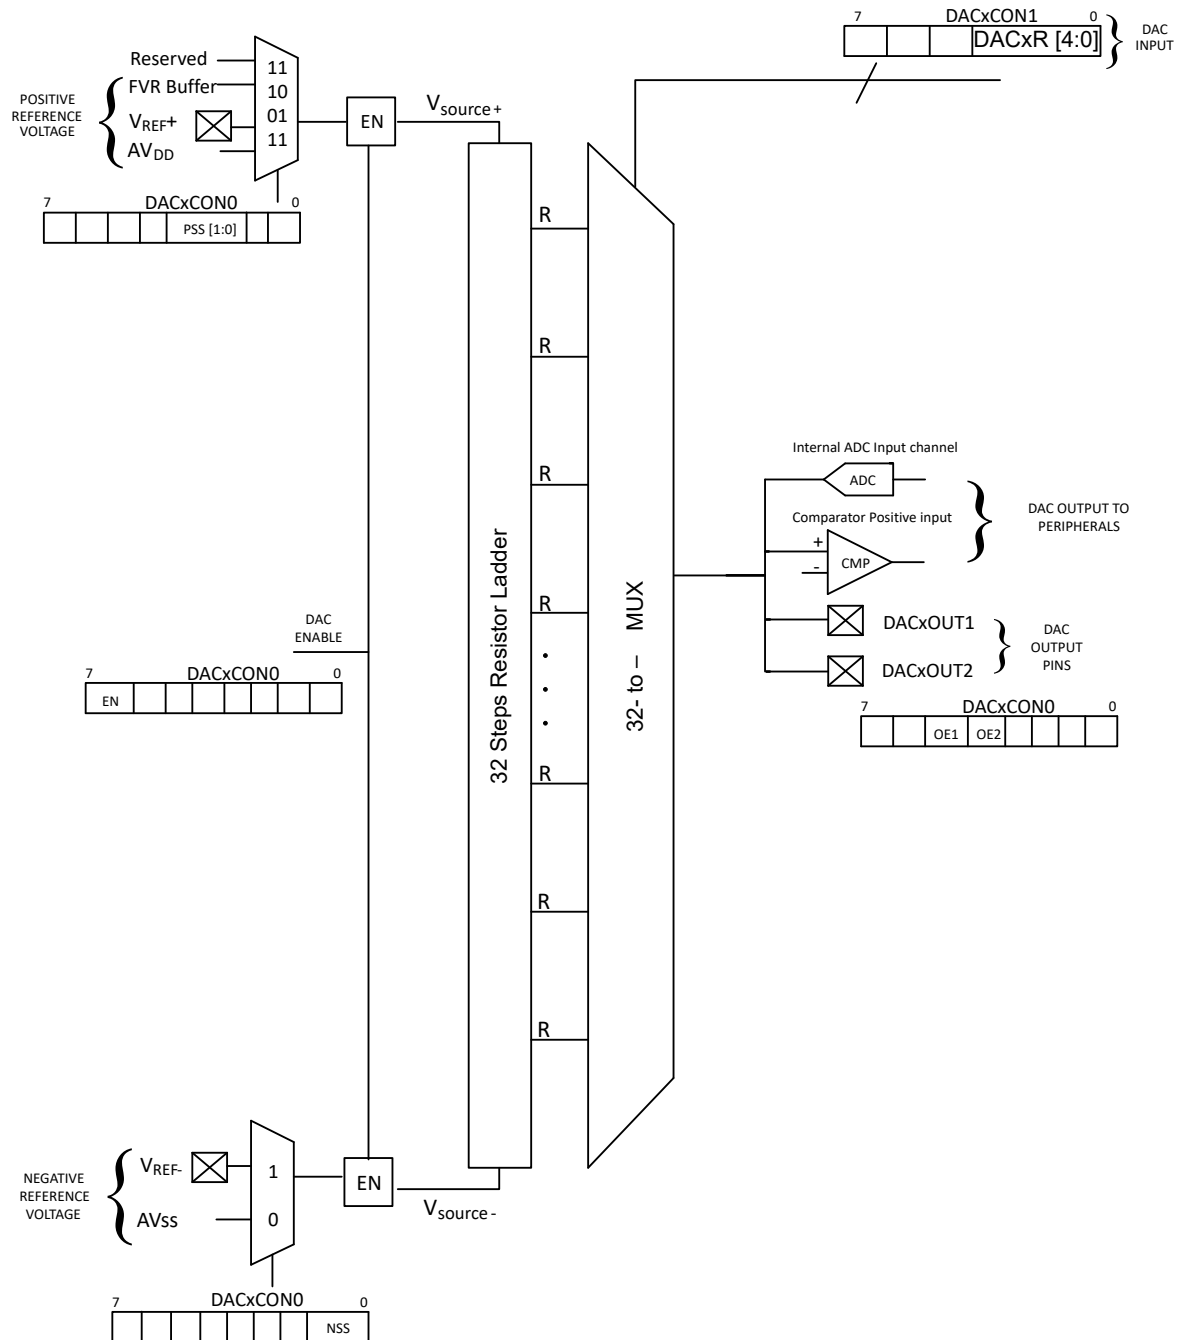 7 DACxCON1 0
DACxR [4:0]
DAC
INPUT
Reserved
FVR Buffer
VREF+
AVDD
11
10
01
11
POSITIVE
REFERENCE
VOLTAGE
EN
Vsource +
7 DACxCON0 0
PSS [1:0]
R
R
R
R
R
R
R
32 Steps Resistor Ladder
32- to – MUX
Internal ADC Input channel
ADC
Comparator Positive input
+
-
CMP
DAC OUTPUT TO
PERIPHERALS
DACxOUT1
DACxOUT2
DAC
OUTPUT
PINS
7 DACxCON0 0
OE1 OE2
DAC
ENABLE
7 DACxCON0 0
EN
NEGATIVE
REFERENCE
VOLTAGE
VREF-
AVss
1
0
EN
Vsource -
7 DACxCON0 0
NSS